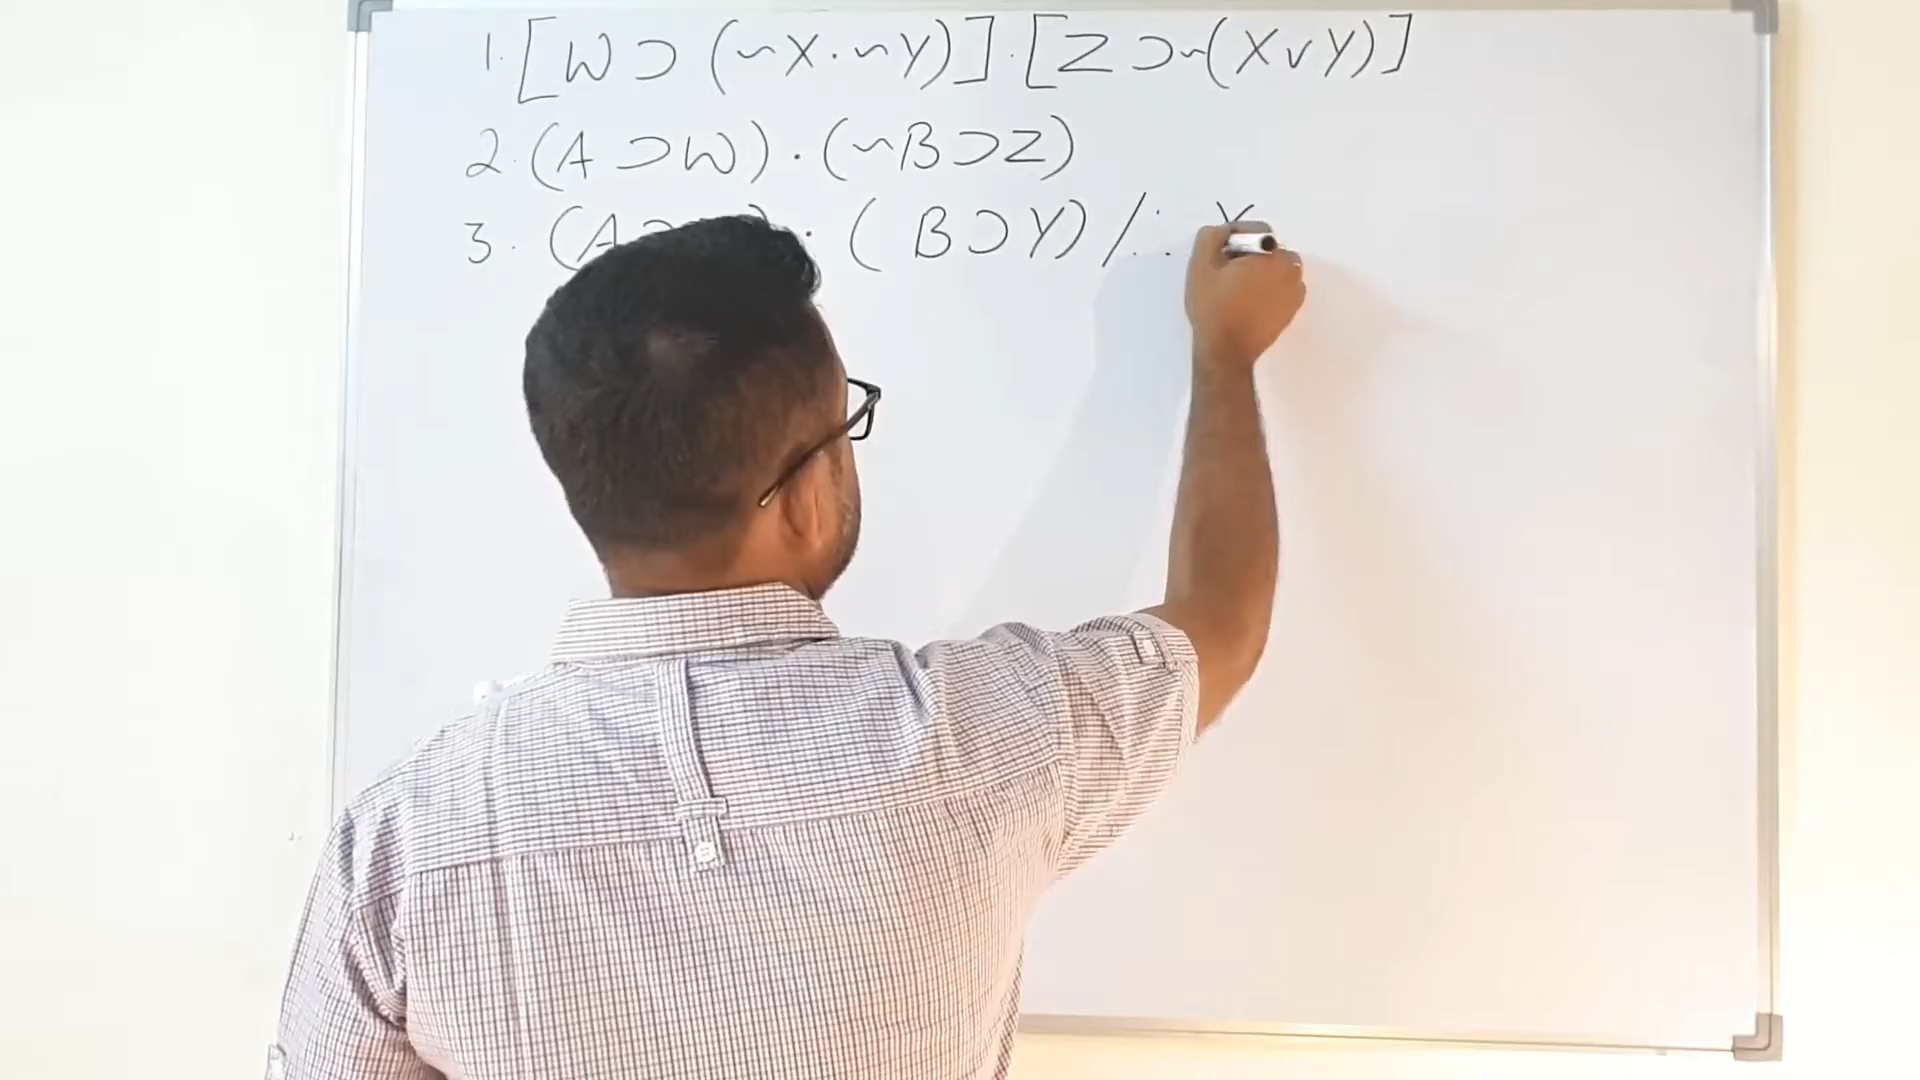 1. [W ⊃ (~X · ~Y)] · [Z ⊃ ~(X v Y)]
2. (A ⊃ W) · (~B ⊃ Z)
3. (A ⊃ ) · (B ⊃ Y) / ∴